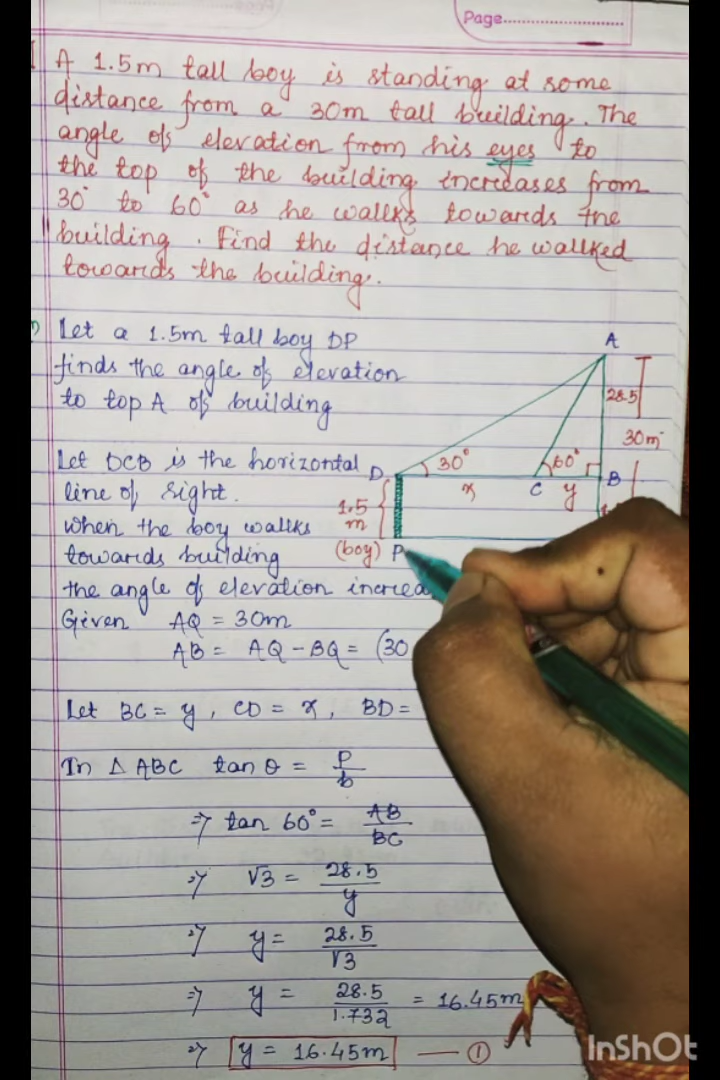 Page
A 1.5m tall boy is standing at some
distance from a 30m tall building. The
angle of elevation from his eyes to
the top of the building increases from
30° to 60° as he wallks towards the
building. Find the distance he wallked
towards the building.
Let a 1.5m tall boy DP
finds the angle of elevation
to top A of building
Let DCB is the horizontal
line of sight.
when the boy wallks
towards building
the angle of elevation increa
Given AQ = 30m
AB = AQ - BQ = (30
Let BC = y, CD = x, BD =
In △ ABC tan θ = P/b
⇒ tan 60° = AB/BC
⇒ √3 = 28.5/y
⇒ y = 28.5/√3
⇒ y = 28.5/1.732 = 16.45m
⇒ y = 16.45m — ①
A
28.5
30m
D 30° x C 60° y B
1.5
m
(boy) P
InShOt